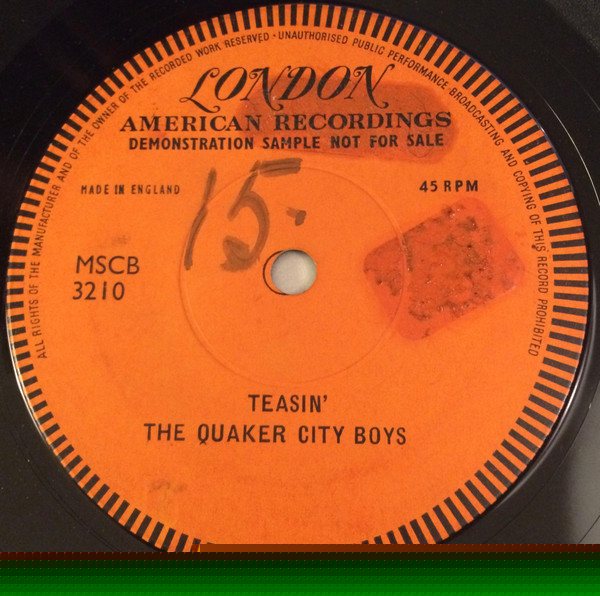 ALL RIGHTS OF THE MANUFACTURER AND OF THE OWNER OF THE RECORDED WORK RESERVED · UNAUTHORISED PUBLIC PERFORMANCE BROADCASTING AND COPYING OF THIS RECORD PROHIBITED
LONDON
AMERICAN RECORDINGS
DEMONSTRATION SAMPLE NOT FOR SALE
MADE IN ENGLAND
45 RPM
15-
MSCB
3210
TEASIN'
THE QUAKER CITY BOYS